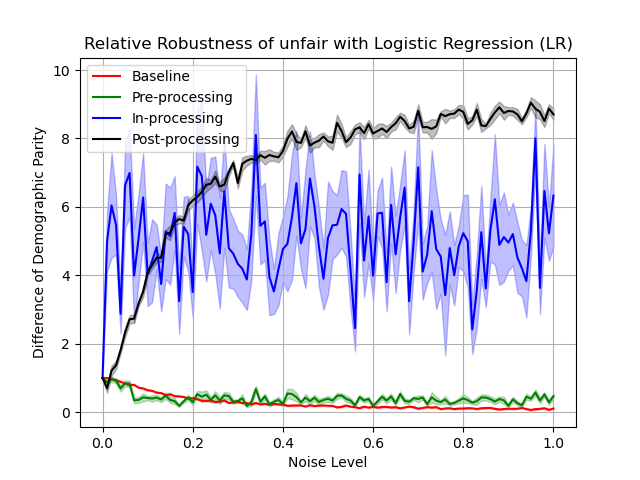 Relative Robustness of unfair with Logistic Regression (LR)
Baseline
Pre-processing
In-processing
Post-processing
Difference of Demographic Parity
10
8
6
4
2
0
0.0 0.2 0.4 0.6 0.8 1.0
Noise Level